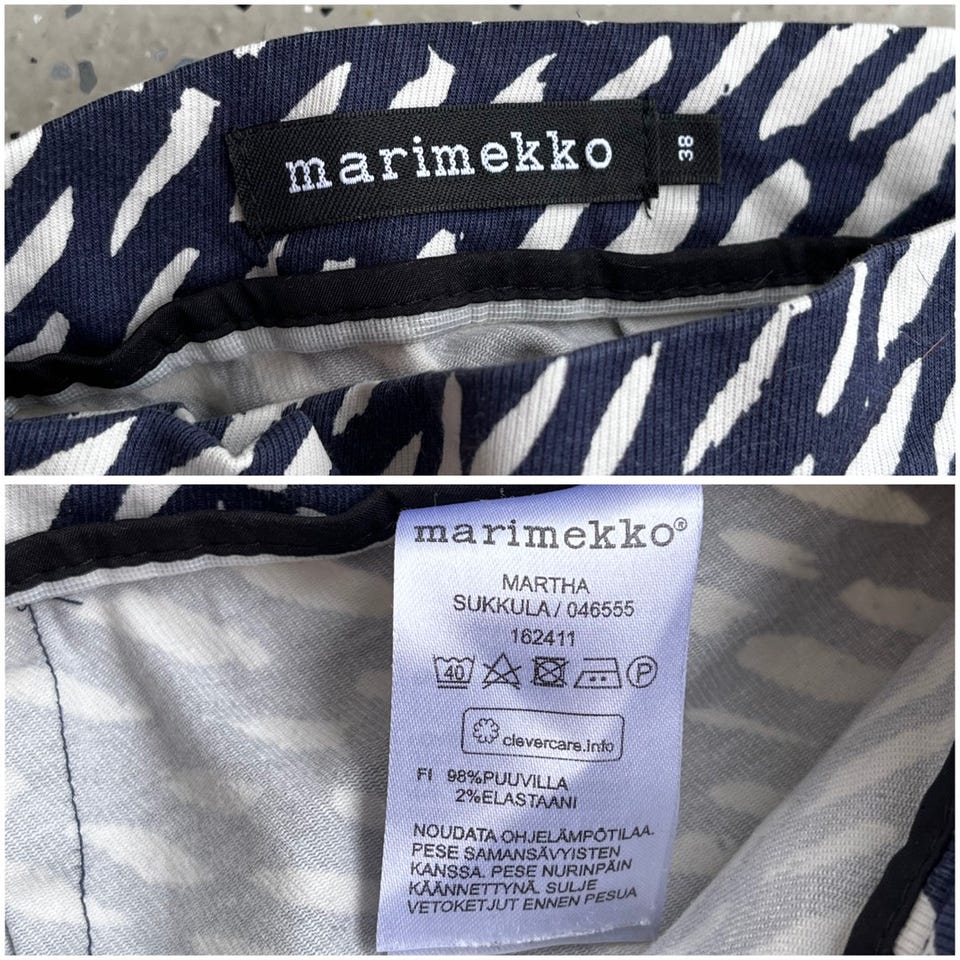 marimekko
38
marimekko®
MARTHA
SUKKULA / 046555
162411
40 P
clevercare.info
FI 98%PUUVILLA
2%ELASTAANI
NOUDATA OHJELÄMPÖTILAA.
PESE SAMANSÄVYISTEN
KANSSA. PESE NURINPÄIN
KÄÄNNETTYNÄ. SULJE
VETOKETJUT ENNEN PESUA